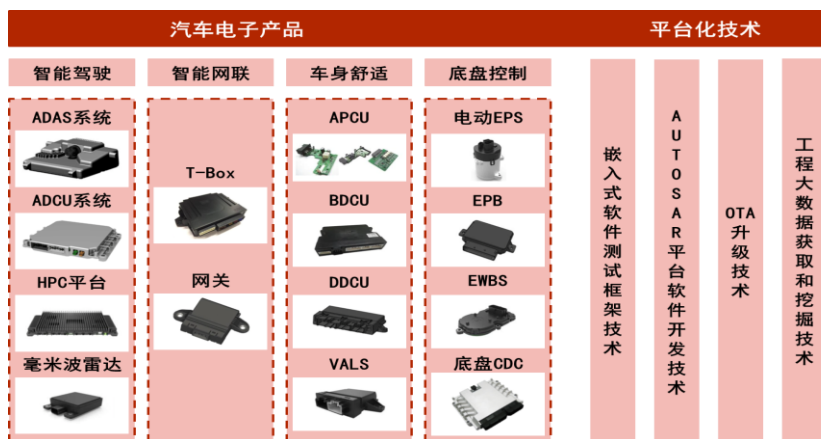 汽车电子产品
平台化技术
智能驾驶
智能网联
车身舒适
底盘控制
ADAS系统
ADCU系统
HPC平台
毫米波雷达
T-Box
网关
APCU
BDCU
DDCU
VALS
电动EPS
EPB
EWBS
底盘CDC
嵌入式软件测试框架技术
AUTOSAR平台软件开发技术
OTA升级技术
工程大数据获取和挖掘技术